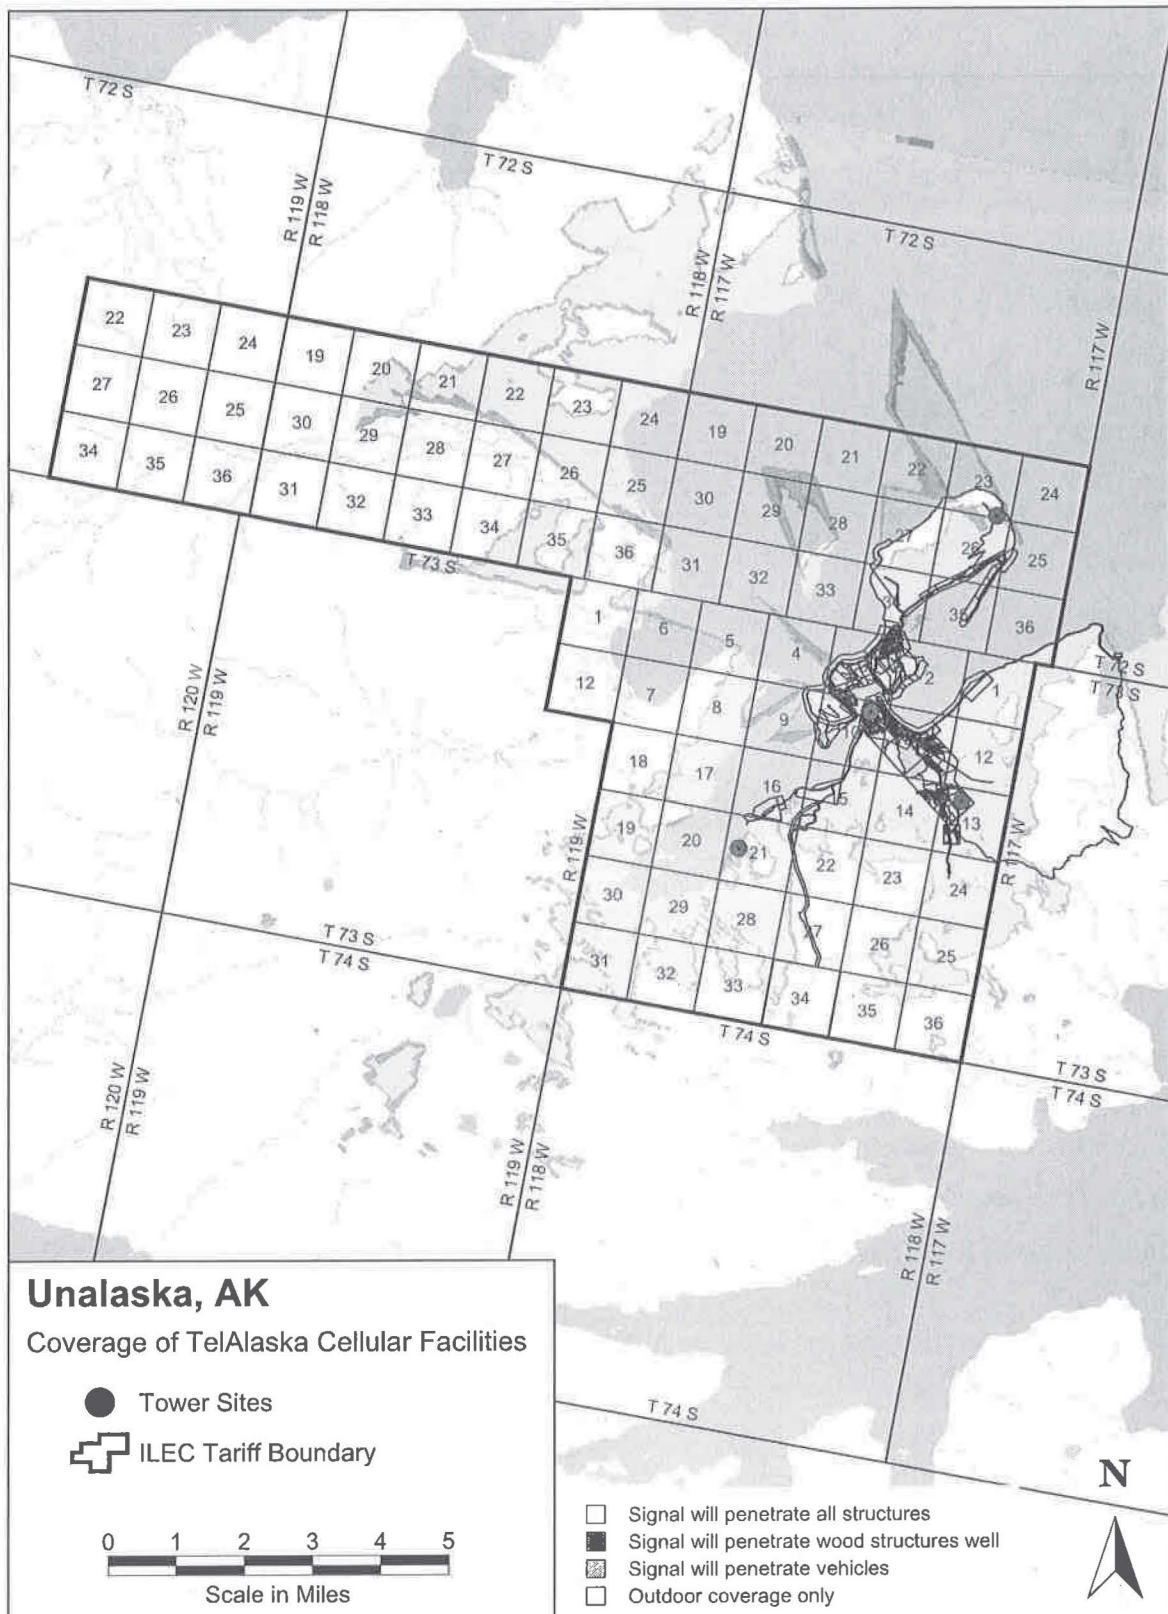 T 72 S
T 72 S
T 72 S
R 119 W
R 118 W
R 118 W
R 117 W
R 117 W
22 23 24 19 20 21 22 23 24 19 20 21 22 23 24
27 26 25 30 29 28 27 26 25 30 29 28 27 26 25
34 35 36 31 32 33 34 35 36 31 32 33 35 36
T 73 S
T 72 S
T 73 S
1 6 5 4 2 1
12 7 8 9 12
18 17 16 14 13
19 20 21 22 23 24
30 29 28 26 25
31 32 33 34 35 36
R 120 W
R 119 W
R 119 W
R 117 W
T 73 S
T 74 S
T 74 S
T 73 S
T 74 S
R 120 W
R 119 W
R 119 W
R 118 W
R 118 W
R 117 W
T 74 S
Unalaska, AK
Coverage of TelAlaska Cellular Facilities
Tower Sites
ILEC Tariff Boundary
0 1 2 3 4 5
Scale in Miles
Signal will penetrate all structures
Signal will penetrate wood structures well
Signal will penetrate vehicles
Outdoor coverage only
N